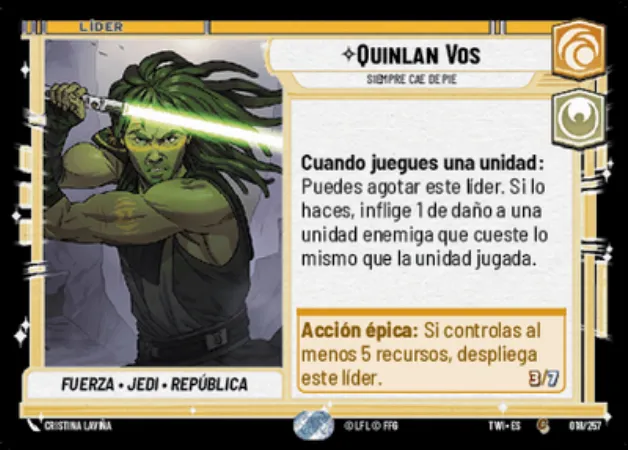 LÍDER
QUINLAN VOS
SIEMPRE CAE DE PIE
Cuando juegues una unidad:
Puedes agotar este líder. Si lo
haces, inflige 1 de daño a una
unidad enemiga que cueste lo
mismo que la unidad jugada.
Acción épica: Si controlas al
menos 5 recursos, despliega
este líder.
3/7
FUERZA • JEDI • REPÚBLICA
CRISTINA LAVIÑA
© LFL © FFG
TWI • ES
C
018/257